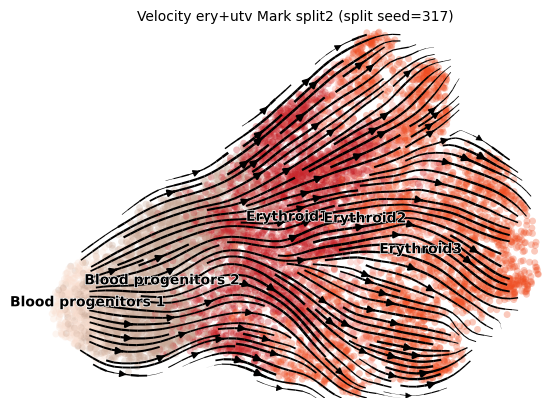 Velocity ery+utv Mark split2 (split seed=317)
Erythroid1
Erythroid2
Erythroid3
Blood progenitors 2
Blood progenitors 1